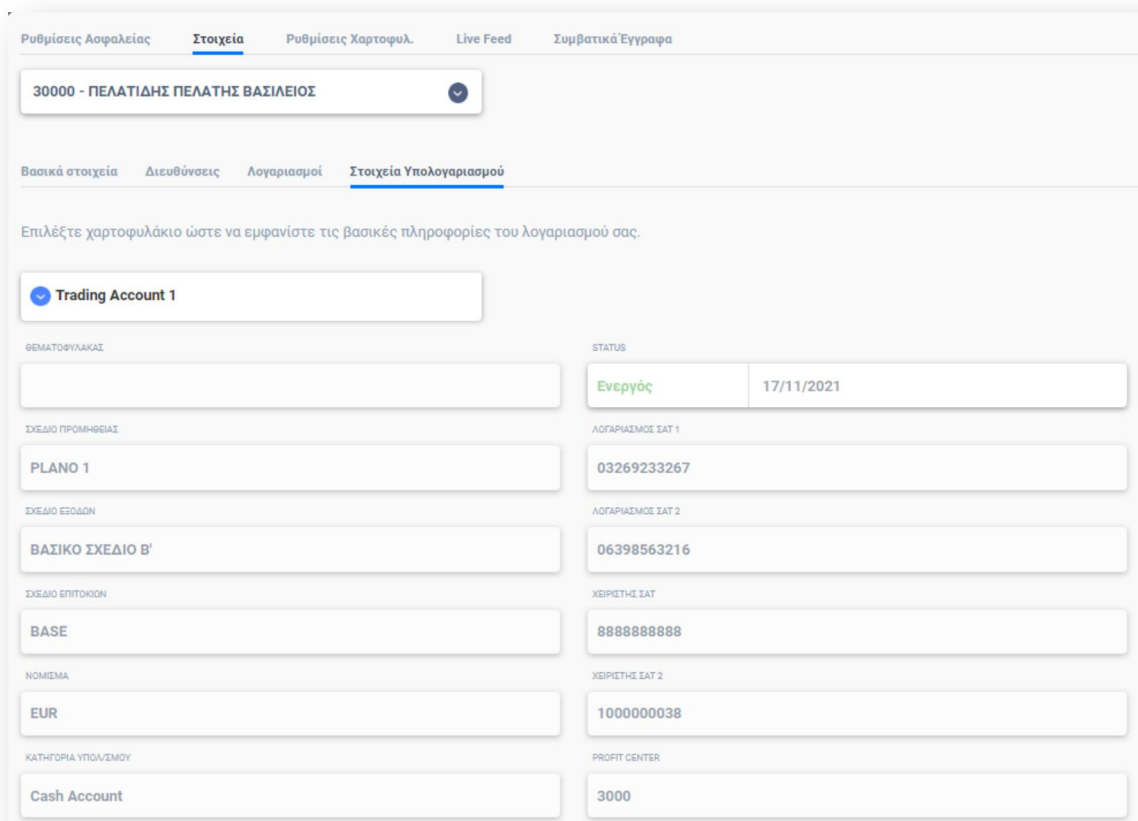 Ρυθμίσεις Ασφαλείας Στοιχεία Ρυθμίσεις Χαρτοφυλ. Live Feed Συμβατικά Έγγραφα
30000 - ΠΕΛΑΤΙΔΗΣ ΠΕΛΑΤΗΣ ΒΑΣΙΛΕΙΟΣ
Βασικά στοιχεία Διευθύνσεις Λογαριασμοί Στοιχεία Υπολογαριασμού
Επιλέξτε χαρτοφυλάκιο ώστε να εμφανίστε τις βασικές πληροφορίες του λογαριασμού σας.
Trading Account 1
ΘΕΜΑΤΟΦΥΛΑΚΑΣ STATUS
Ενεργός 17/11/2021
ΣΧΕΔΙΟ ΠΡΟΜΗΘΕΙΑΣ ΛΟΓΑΡΙΑΣΜΟΣ ΣΑΤ 1
PLANO 1 03269233267
ΣΧΕΔΙΟ ΕΞΟΔΩΝ ΛΟΓΑΡΙΑΣΜΟΣ ΣΑΤ 2
ΒΑΣΙΚΟ ΣΧΕΔΙΟ Β' 06398563216
ΣΧΕΔΙΟ ΕΠΙΤΟΚΙΩΝ ΧΕΙΡΙΣΤΗΣ ΣΑΤ
BASE 8888888888
ΝΟΜΙΣΜΑ ΧΕΙΡΙΣΤΗΣ ΣΑΤ 2
EUR 1000000038
ΚΑΤΗΓΟΡΙΑ ΥΠΟΛ/ΣΜΟΥ PROFIT CENTER
Cash Account 3000